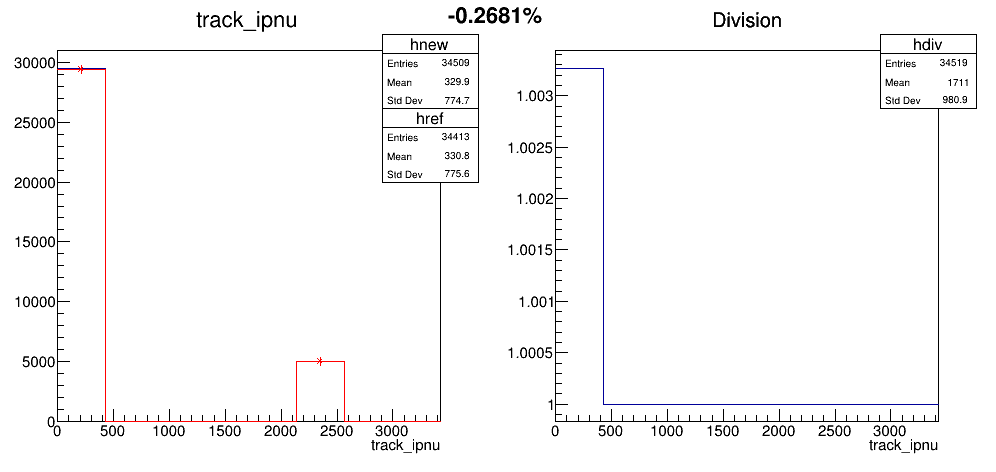 track_ipnu
-0.2681%
Division
hnew
Entries 34509
Mean 329.9
Std Dev 774.7
href
Entries 34413
Mean 330.8
Std Dev 775.6
30000
25000
20000
15000
10000
5000
0
0 500 1000 1500 2000 2500 3000
track_ipnu
hdiv
Entries 34519
Mean 1711
Std Dev 980.9
1.003
1.0025
1.002
1.0015
1.001
1.0005
1
0 500 1000 1500 2000 2500 3000
track_ipnu